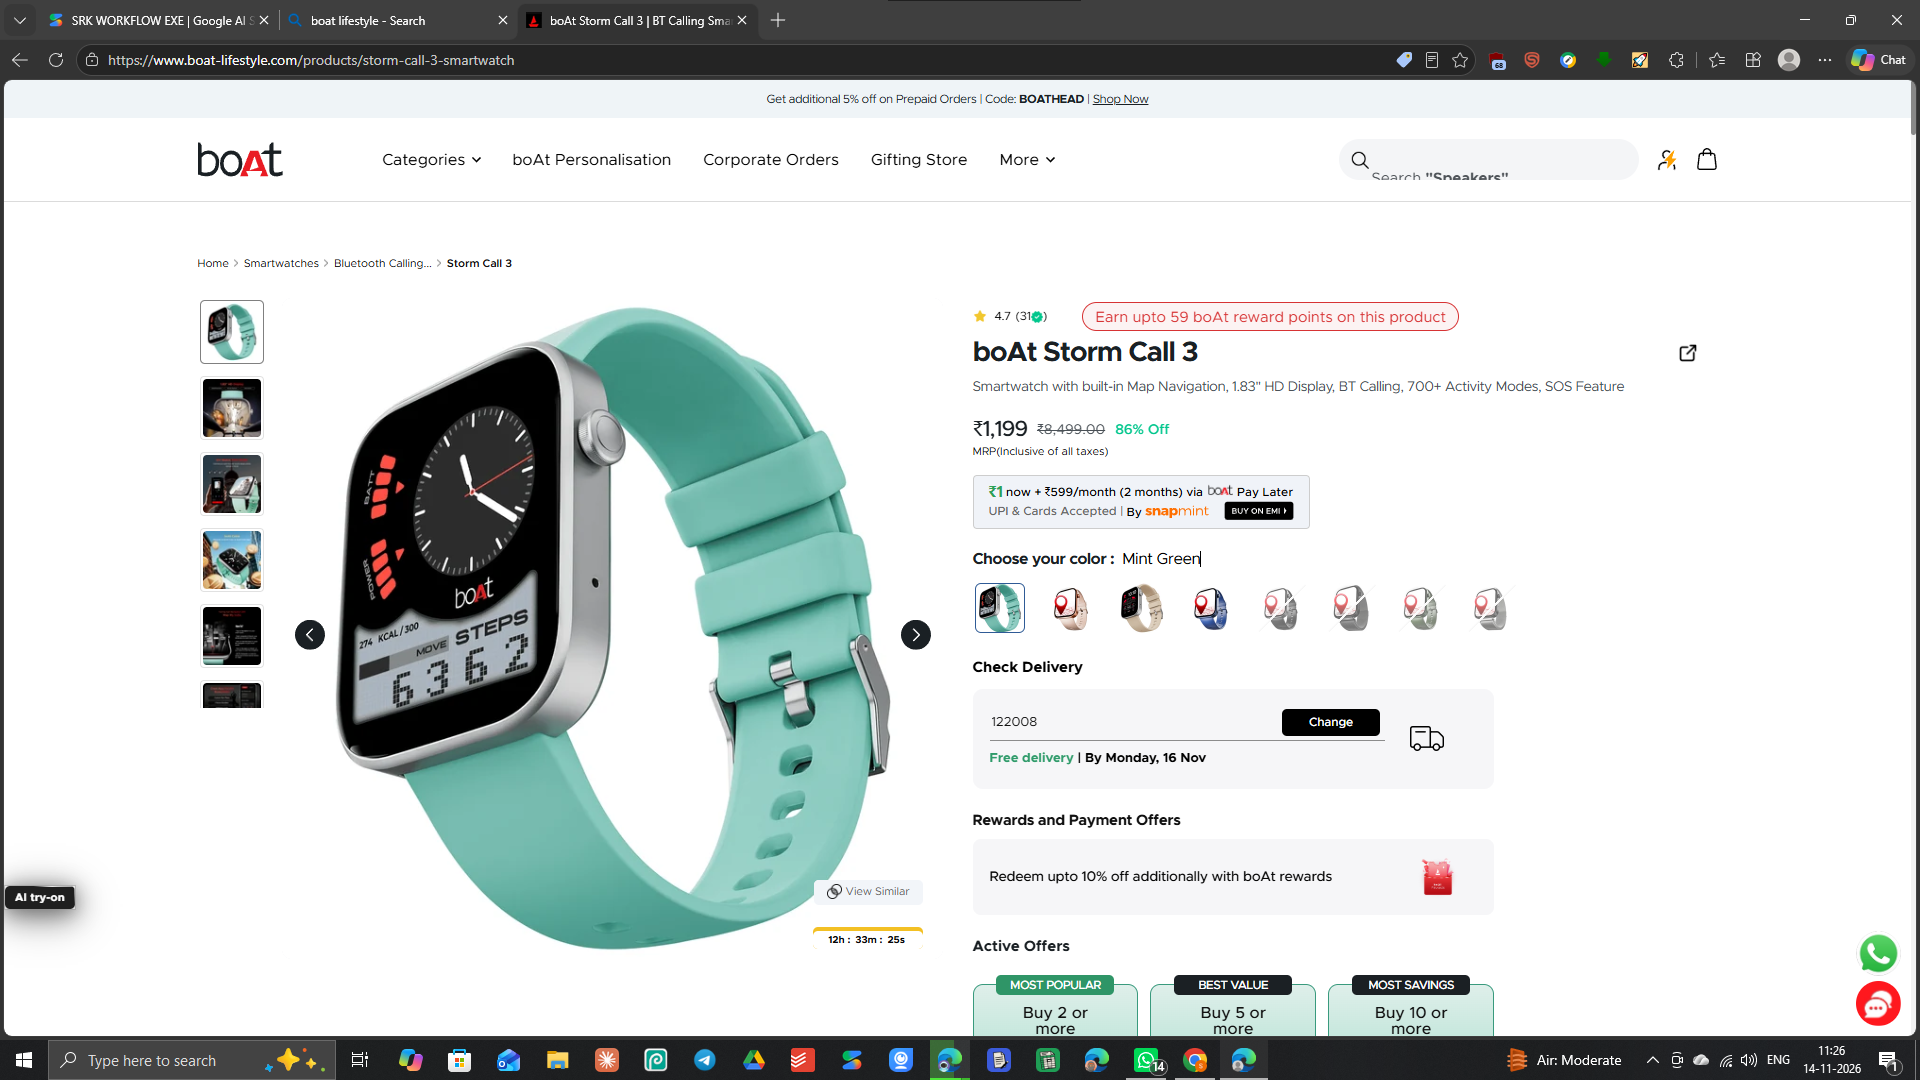 SRK WORKFLOW EXE | Google AI S
boat lifestyle - Search
boAt Storm Call 3 | BT Calling Sma
https://www.boat-lifestyle.com/products/storm-call-3-smartwatch
68
Chat
Get additional 5% off on Prepaid Orders | Code: BOATHEAD | Shop Now
boAt
Categories
boAt Personalisation
Corporate Orders
Gifting Store
More
Search "Speakers"
Home > Smartwatches > Bluetooth Calling... > Storm Call 3
4.7 (31)
Earn upto 59 boAt reward points on this product
boAt Storm Call 3
Smartwatch with built-in Map Navigation, 1.83" HD Display, BT Calling, 700+ Activity Modes, SOS Feature
₹1,199 ₹8,499.00 86% Off
MRP(Inclusive of all taxes)
₹1 now + ₹599/month (2 months) via boAt Pay Later
UPI & Cards Accepted | By snapmint BUY ON EMI
Choose your color : Mint Green
BATT
POWER
boAt
274 KCAL/300
STEPS
MOVE
6362
Check Delivery
122008
Change
Free delivery | By Monday, 16 Nov
Rewards and Payment Offers
Redeem upto 10% off additionally with boAt rewards
AI try-on
View Similar
12h : 33m : 25s
Active Offers
MOST POPULAR
Buy 2 or
more
BEST VALUE
Buy 5 or
more
MOST SAVINGS
Buy 10 or
more
Type here to search
14
Air: Moderate
ENG
11:26
14-11-2026
1